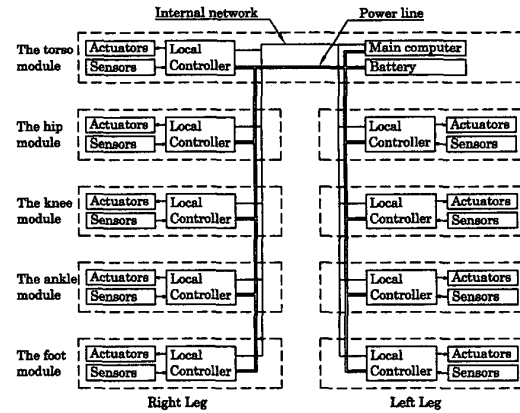 Internal network
Power line
The torso
module
Actuators
Sensors
Local
Controller
Main computer
Battery
The hip
module
Actuators
Sensors
Local
Controller
Local
Controller
Actuators
Sensors
The knee
module
Actuators
Sensors
Local
Controller
Local
Controller
Actuators
Sensors
The ankle
module
Actuators
Sensors
Local
Controller
Local
Controller
Actuators
Sensors
The foot
module
Actuators
Sensors
Local
Controller
Local
Controller
Actuators
Sensors
Right Leg
Left Leg